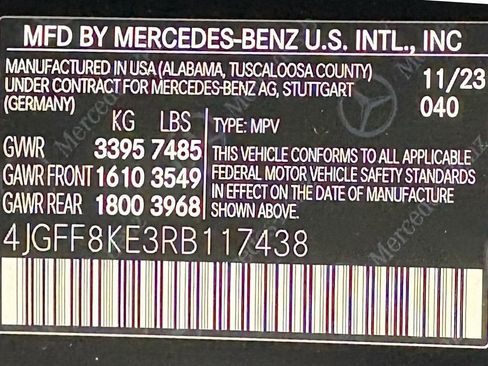 MFD BY MERCEDES-BENZ U.S. INTL., INC
MANUFACTURED IN USA (ALABAMA, TUSCALOOSA COUNTY)
UNDER CONTRACT FOR MERCEDES-BENZ AG, STUTTGART
(GERMANY)
11/23
040
KG LBS
GVWR 3395 7485
GAWR FRONT 1610 3549
GAWR REAR 1800 3968
TYPE: MPV
THIS VEHICLE CONFORMS TO ALL APPLICABLE
FEDERAL MOTOR VEHICLE SAFETY STANDARDS
IN EFFECT ON THE DATE OF MANUFACTURE
SHOWN ABOVE.
4JGFF8KE3RB117438